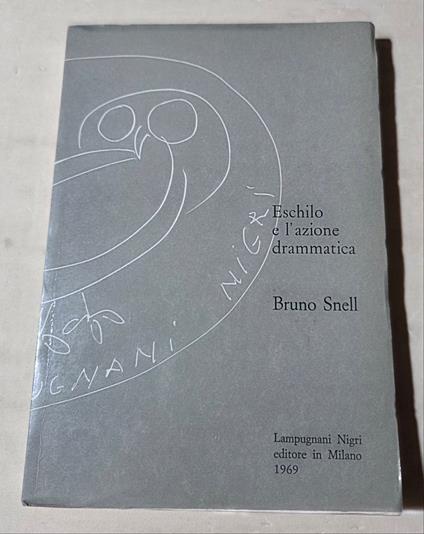 Eschilo
e l'azione
drammatica
Bruno Snell
Lampugnani Nigri
editore in Milano
1969
UGNANI NIGRI